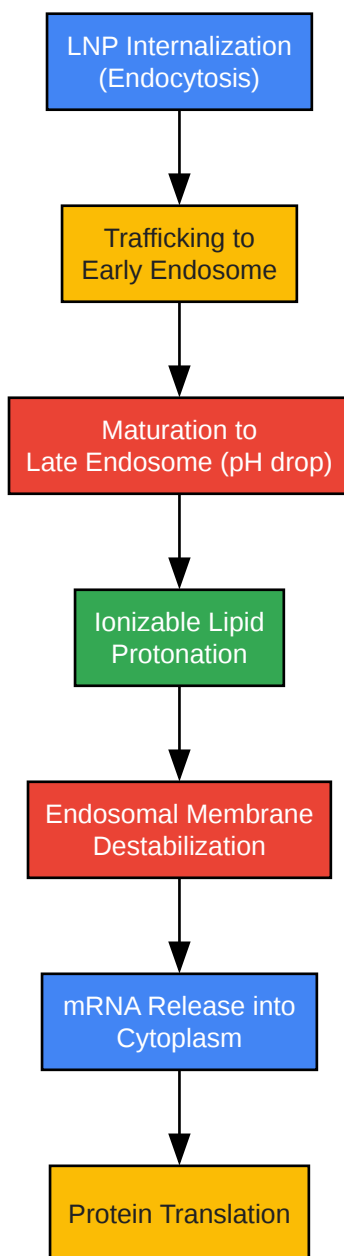 LNP Internalization
(Endocytosis)
Trafficking to
Early Endosome
Maturation to
Late Endosome (pH drop)
Ionizable Lipid
Protonation
Endosomal Membrane
Destabilization
mRNA Release into
Cytoplasm
Protein Translation